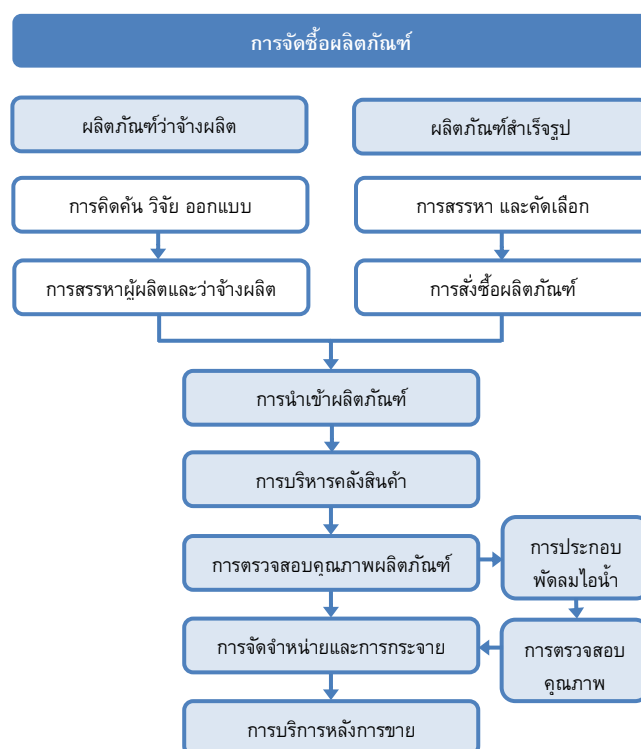 การจัดซื้อผลิตภัณฑ์
ผลิตภัณฑ์ว่าจ้างผลิต
ผลิตภัณฑ์สำเร็จรูป
การคิดค้น วิจัย ออกแบบ
การสรรหา และคัดเลือก
การสรรหาผู้ผลิตและว่าจ้างผลิต
การสั่งซื้อผลิตภัณฑ์
การนำเข้าผลิตภัณฑ์
การบริหารคลังสินค้า
การตรวจสอบคุณภาพผลิตภัณฑ์
การประกอบ
พัดลมไอน้ำ
การจัดจำหน่ายและการกระจาย
การตรวจสอบ
คุณภาพ
การบริการหลังการขาย